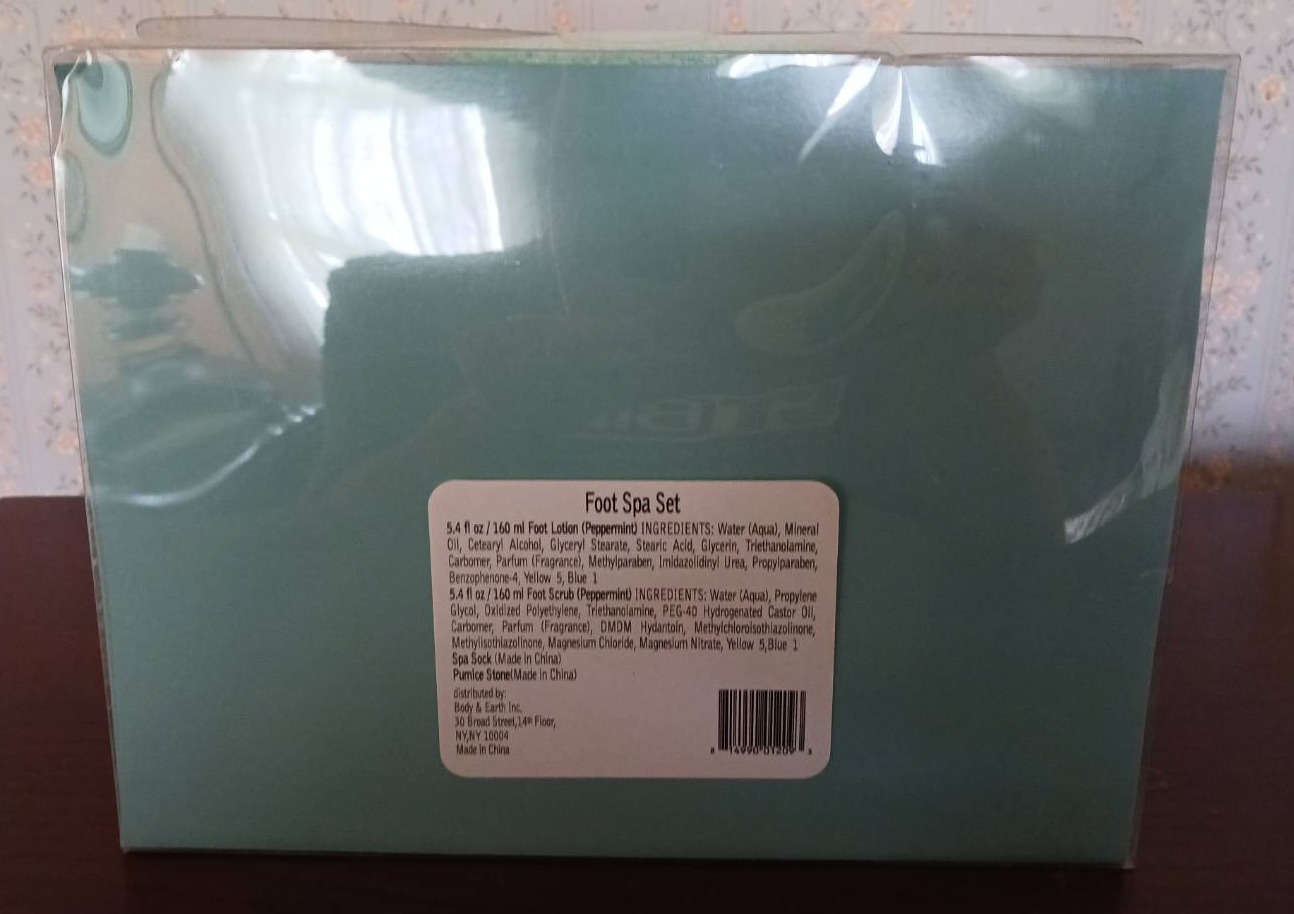 Foot Spa Set
5.4 fl oz / 160 ml Foot Lotion (Peppermint) INGREDIENTS: Water (Aqua), Mineral
Oil, Cetearyl Alcohol, Glyceryl Stearate, Stearic Acid, Glycerin, Triethanolamine,
Carbomer, Parfum (Fragrance), Methylparaben, Imidazolidinyl Urea, Propylparaben,
Benzophenone-4, Yellow 5, Blue 1
5.4 fl oz / 160 ml Foot Scrub (Peppermint) INGREDIENTS: Water (Aqua), Propylene
Glycol, Oxidized Polyethylene, Triethanolamine, PEG-40 Hydrogenated Castor Oil,
Carbomer, Parfum (Fragrance), DMDM Hydantoin, Methylchloroisothiazolinone,
Methylisothiazolinone, Magnesium Chloride, Magnesium Nitrate, Yellow 5,Blue 1
Spa Sock (Made in China)
Pumice Stone(Made in China)
distributed by:
Body & Earth Inc.
30 Broad Street,14th Floor,
NY,NY 10004
Made in China
8 14990 01209 3